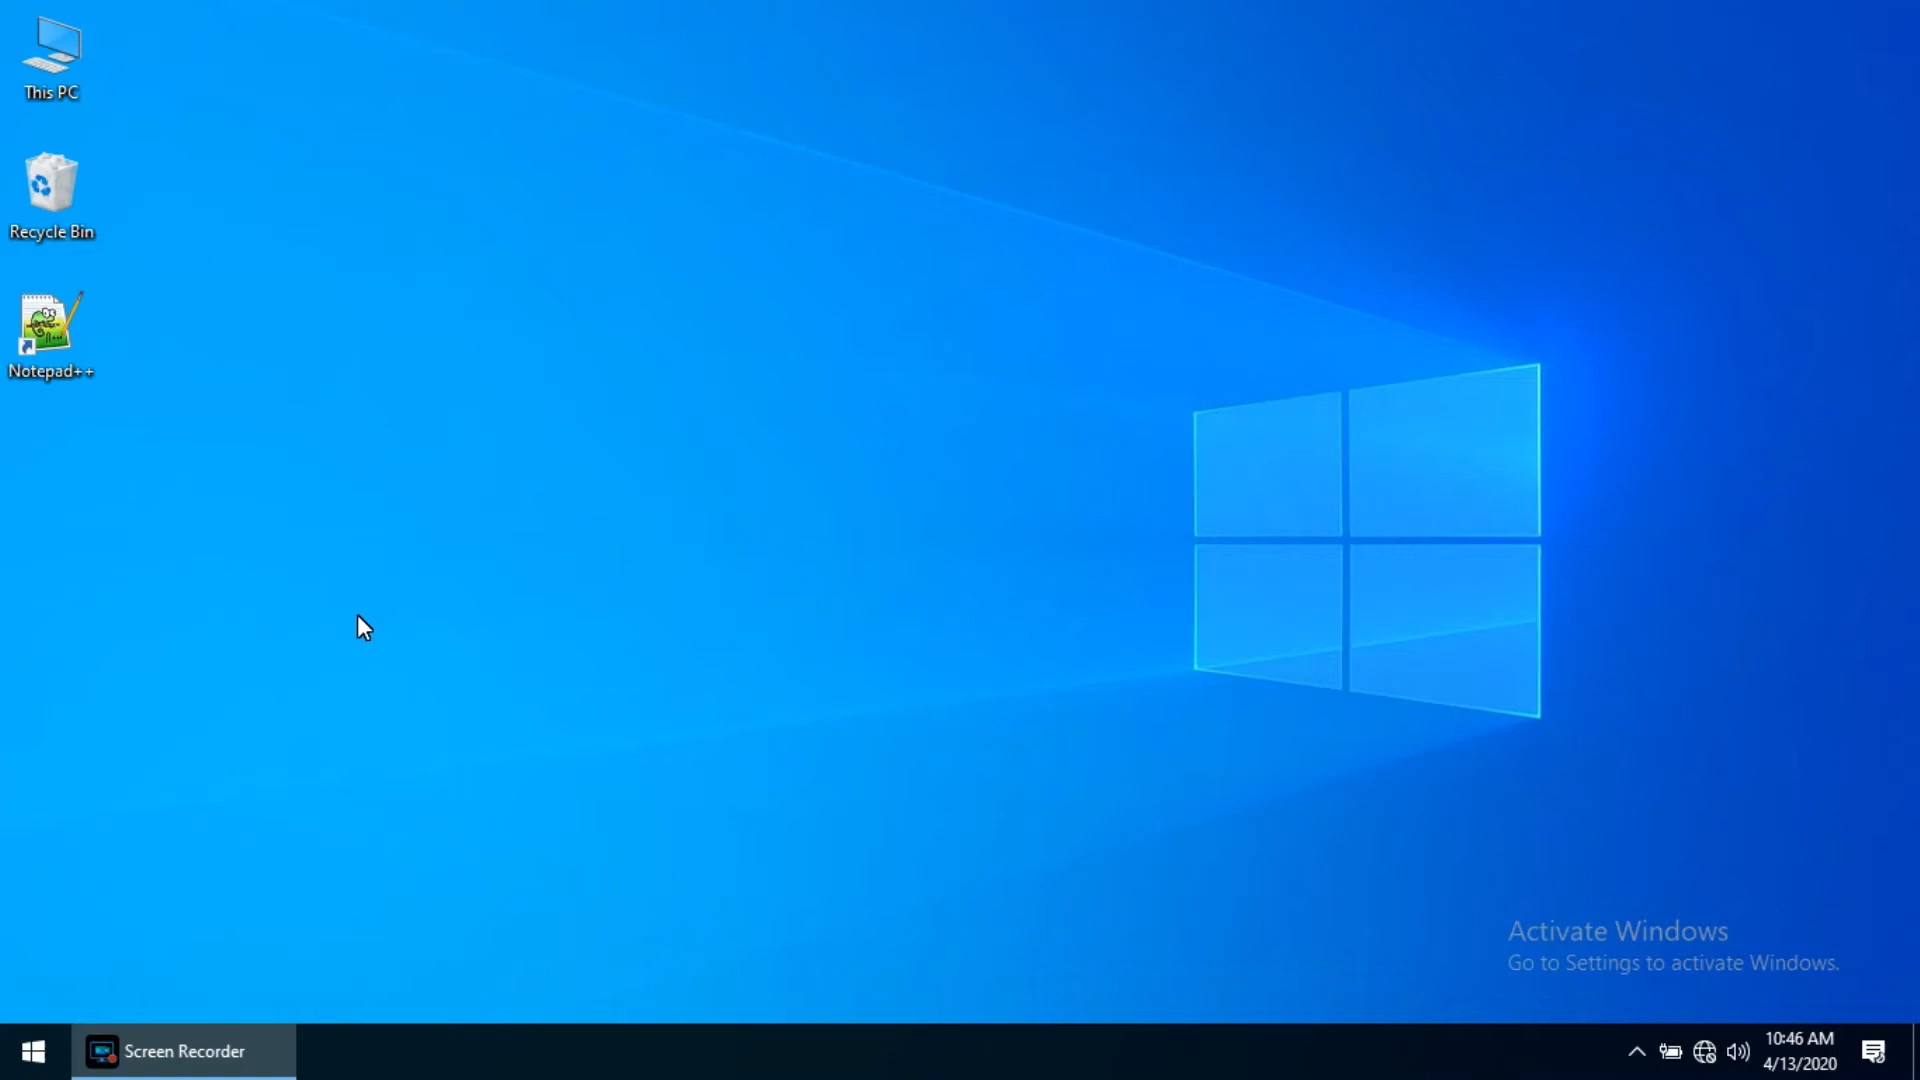 This PC
Recycle Bin
Notepad++
Activate Windows
Go to Settings to activate Windows.
Screen Recorder
10:46 AM
4/13/2020